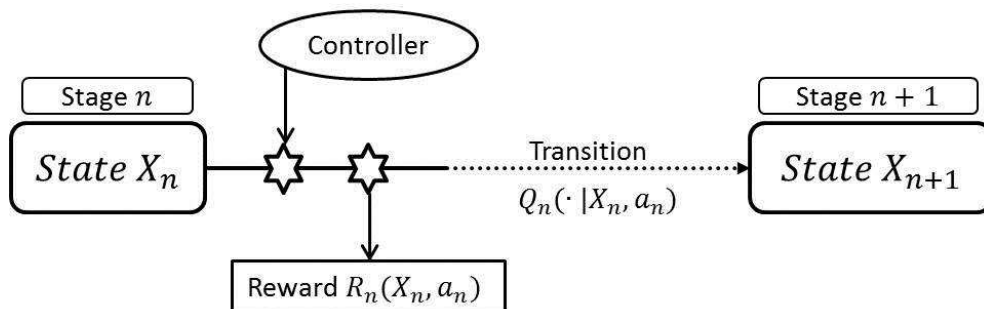 Controller
Stage n
Stage n + 1
State X_n
Transition
State X_{n+1}
Q_n(· |X_n, a_n)
Reward R_n(X_n, a_n)